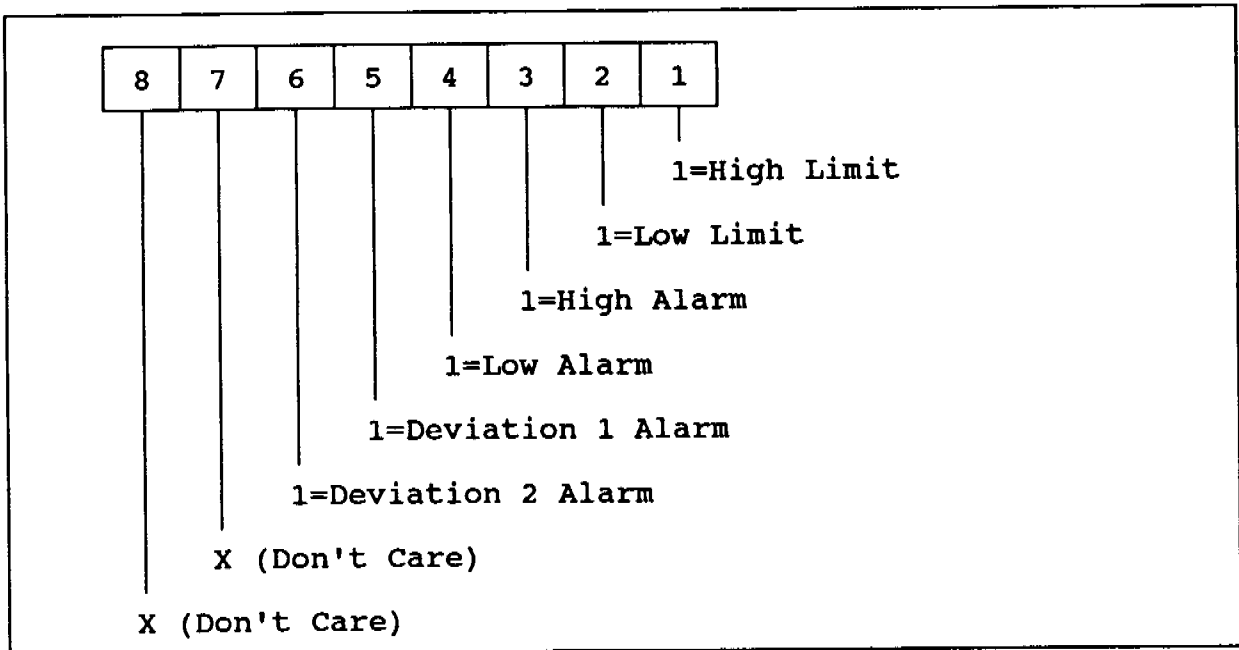 8 7 6 5 4 3 2 1
1=High Limit
1=Low Limit
1=High Alarm
1=Low Alarm
1=Deviation 1 Alarm
1=Deviation 2 Alarm
X (Don't Care)
X (Don't Care)